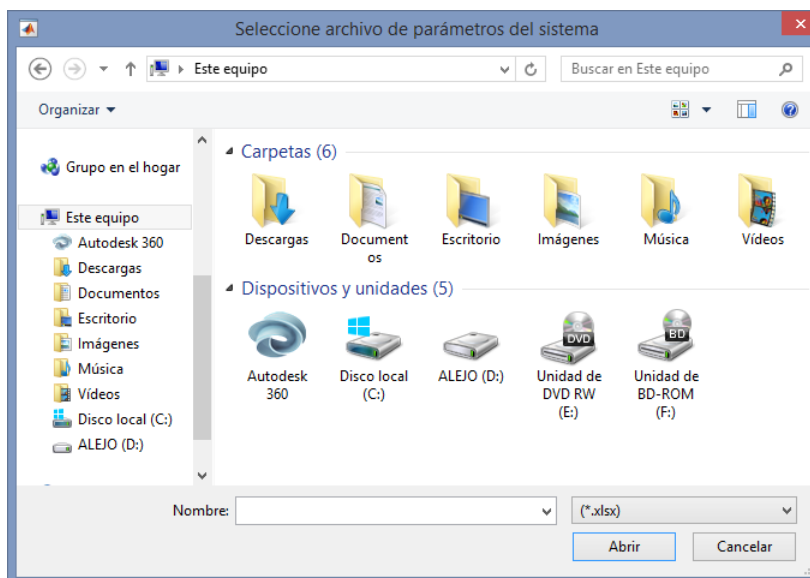 Seleccione archivo de parámetros del sistema
Este equipo
Buscar en Este equipo
Organizar
Grupo en el hogar
Este equipo
Autodesk 360
Descargas
Documentos
Escritorio
Imágenes
Música
Vídeos
Disco local (C:)
ALEJO (D:)
Carpetas (6)
Descargas
Document
os
Escritorio
Imágenes
Música
Vídeos
Dispositivos y unidades (5)
Autodesk
360
Disco local
(C:)
ALEJO (D:)
DVD
Unidad de
DVD RW
(E:)
BD
Unidad de
BD-ROM
(F:)
Nombre:
(*.xlsx)
Abrir
Cancelar